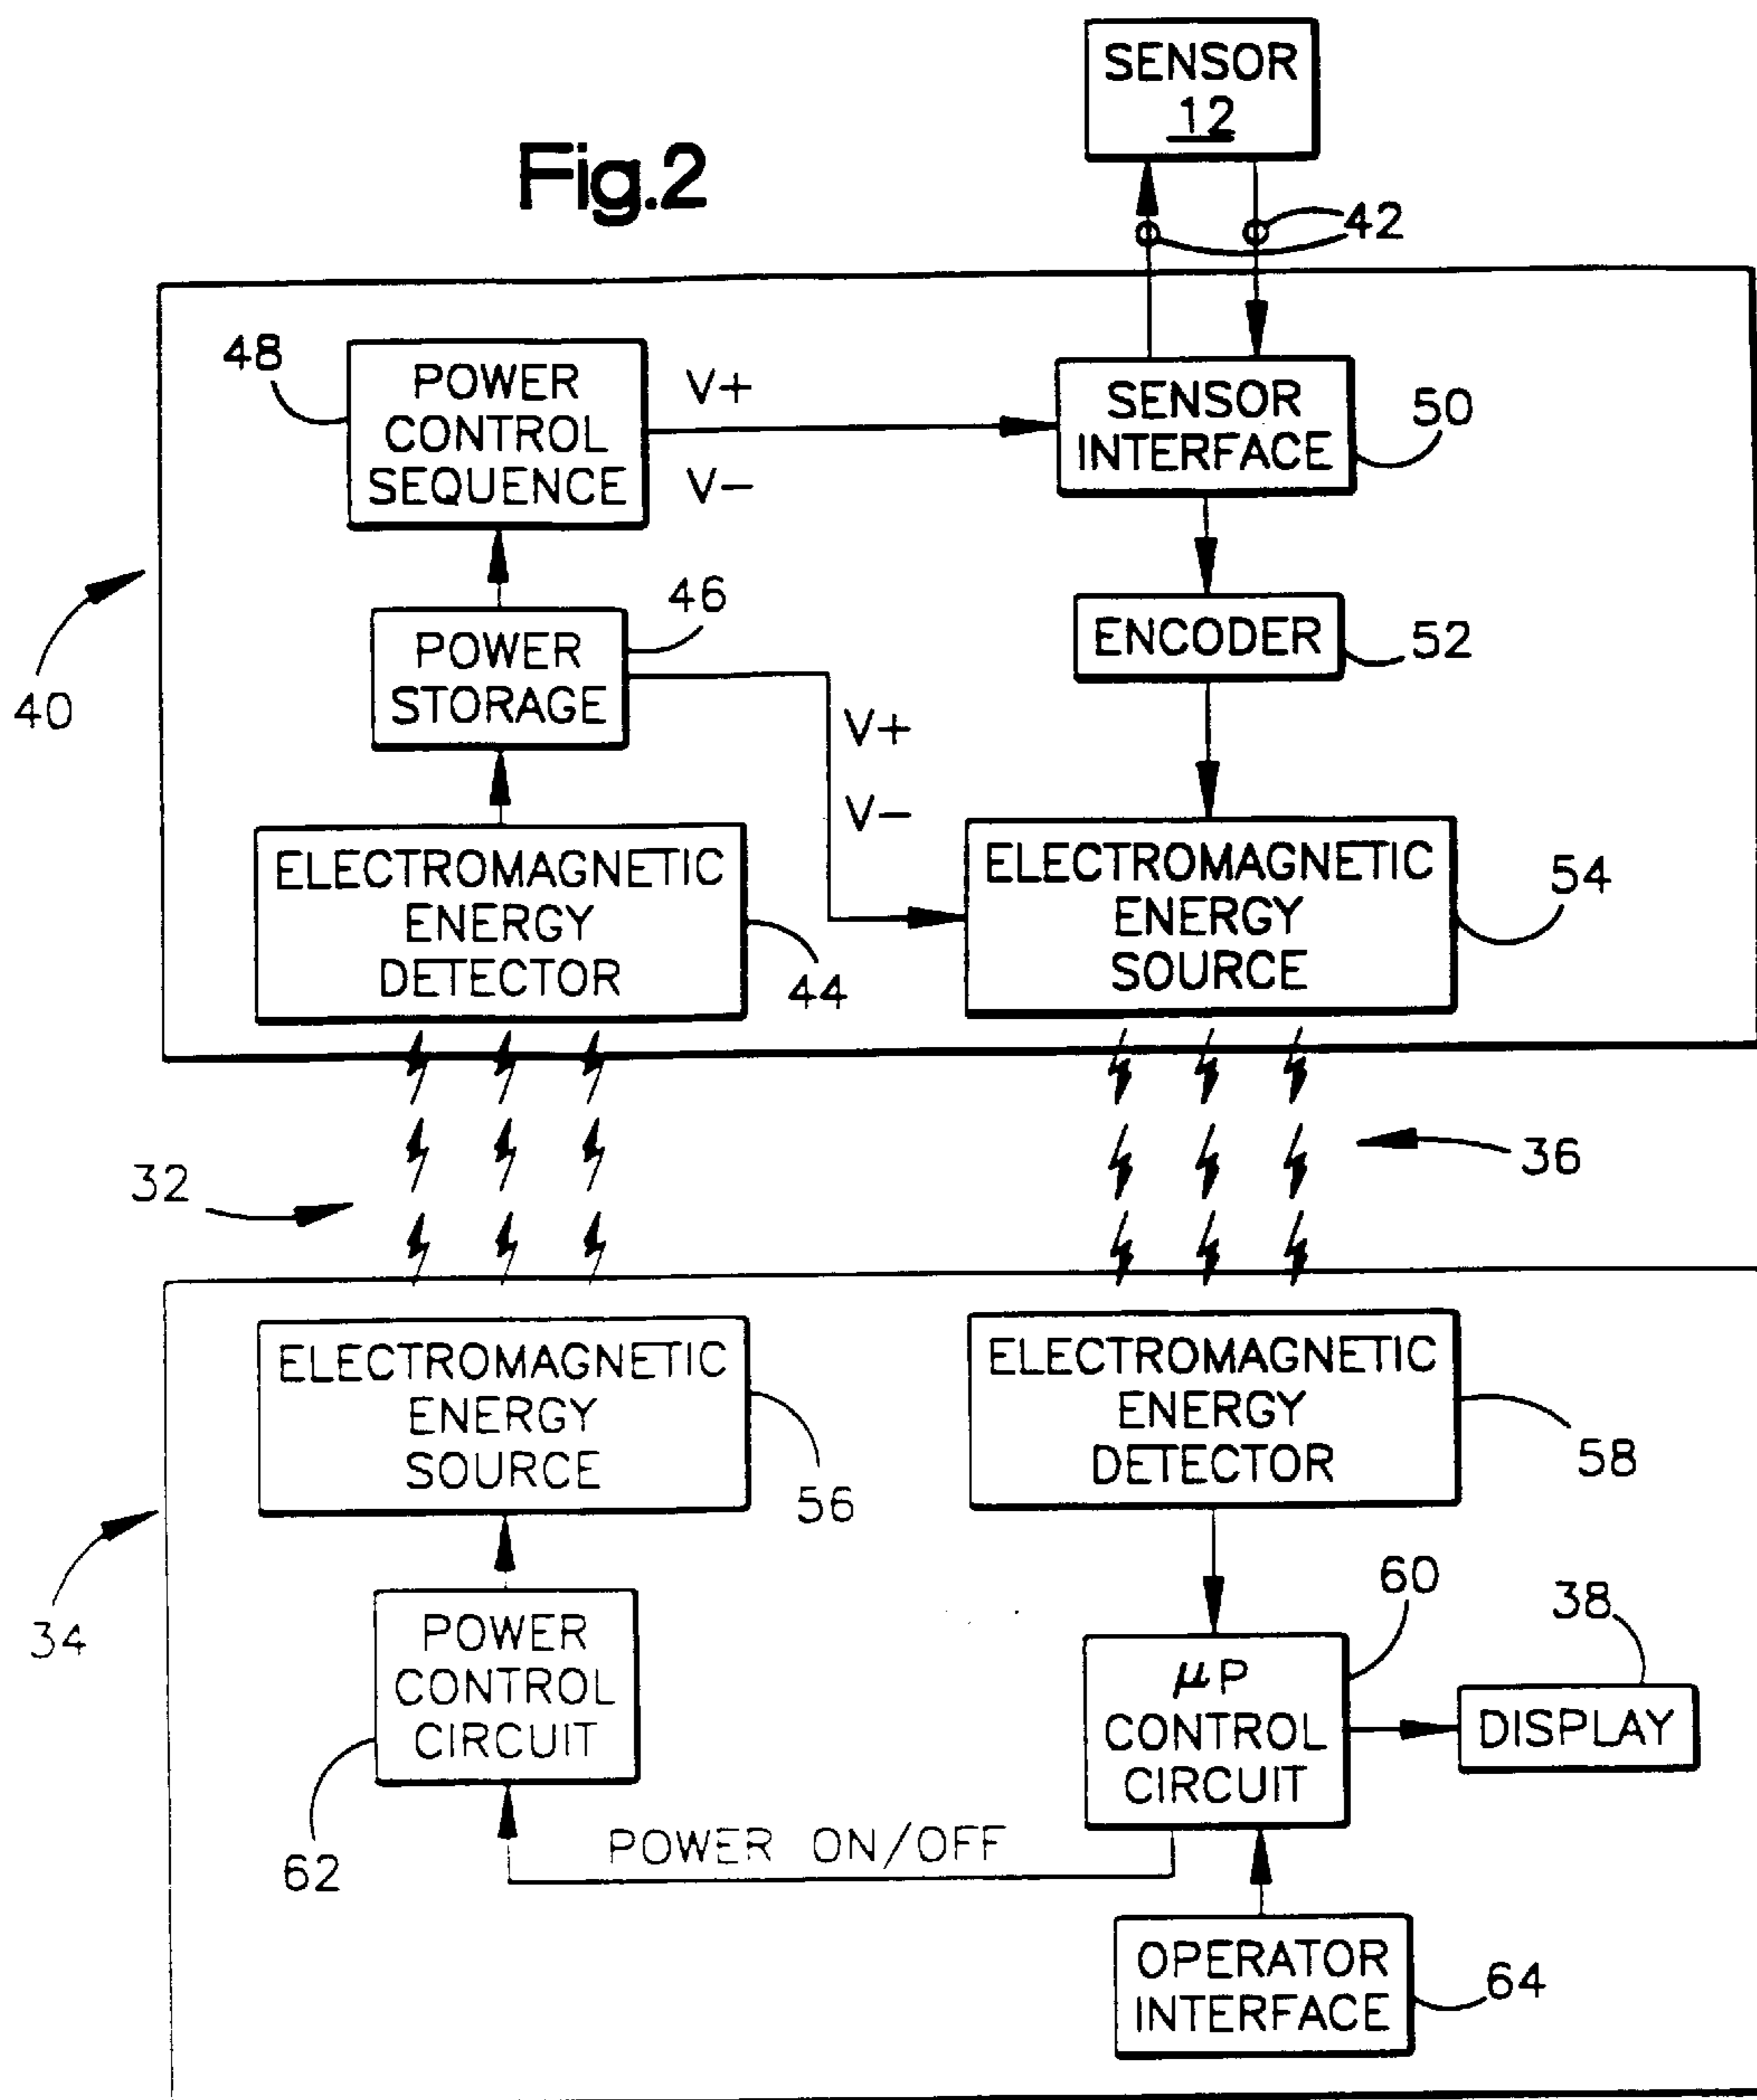 Fig.2
SENSOR
12
42
48
POWER
CONTROL
SEQUENCE
V+
V-
SENSOR
INTERFACE
50
40
46
POWER
STORAGE
V+
V-
ENCODER
52
ELECTROMAGNETIC
ENERGY
DETECTOR
44
ELECTROMAGNETIC
ENERGY
SOURCE
54
32
36
34
ELECTROMAGNETIC
ENERGY
SOURCE
56
ELECTROMAGNETIC
ENERGY
DETECTOR
58
POWER
CONTROL
CIRCUIT
62
60
μP
CONTROL
CIRCUIT
38
DISPLAY
POWER ON/OFF
OPERATOR
INTERFACE
64